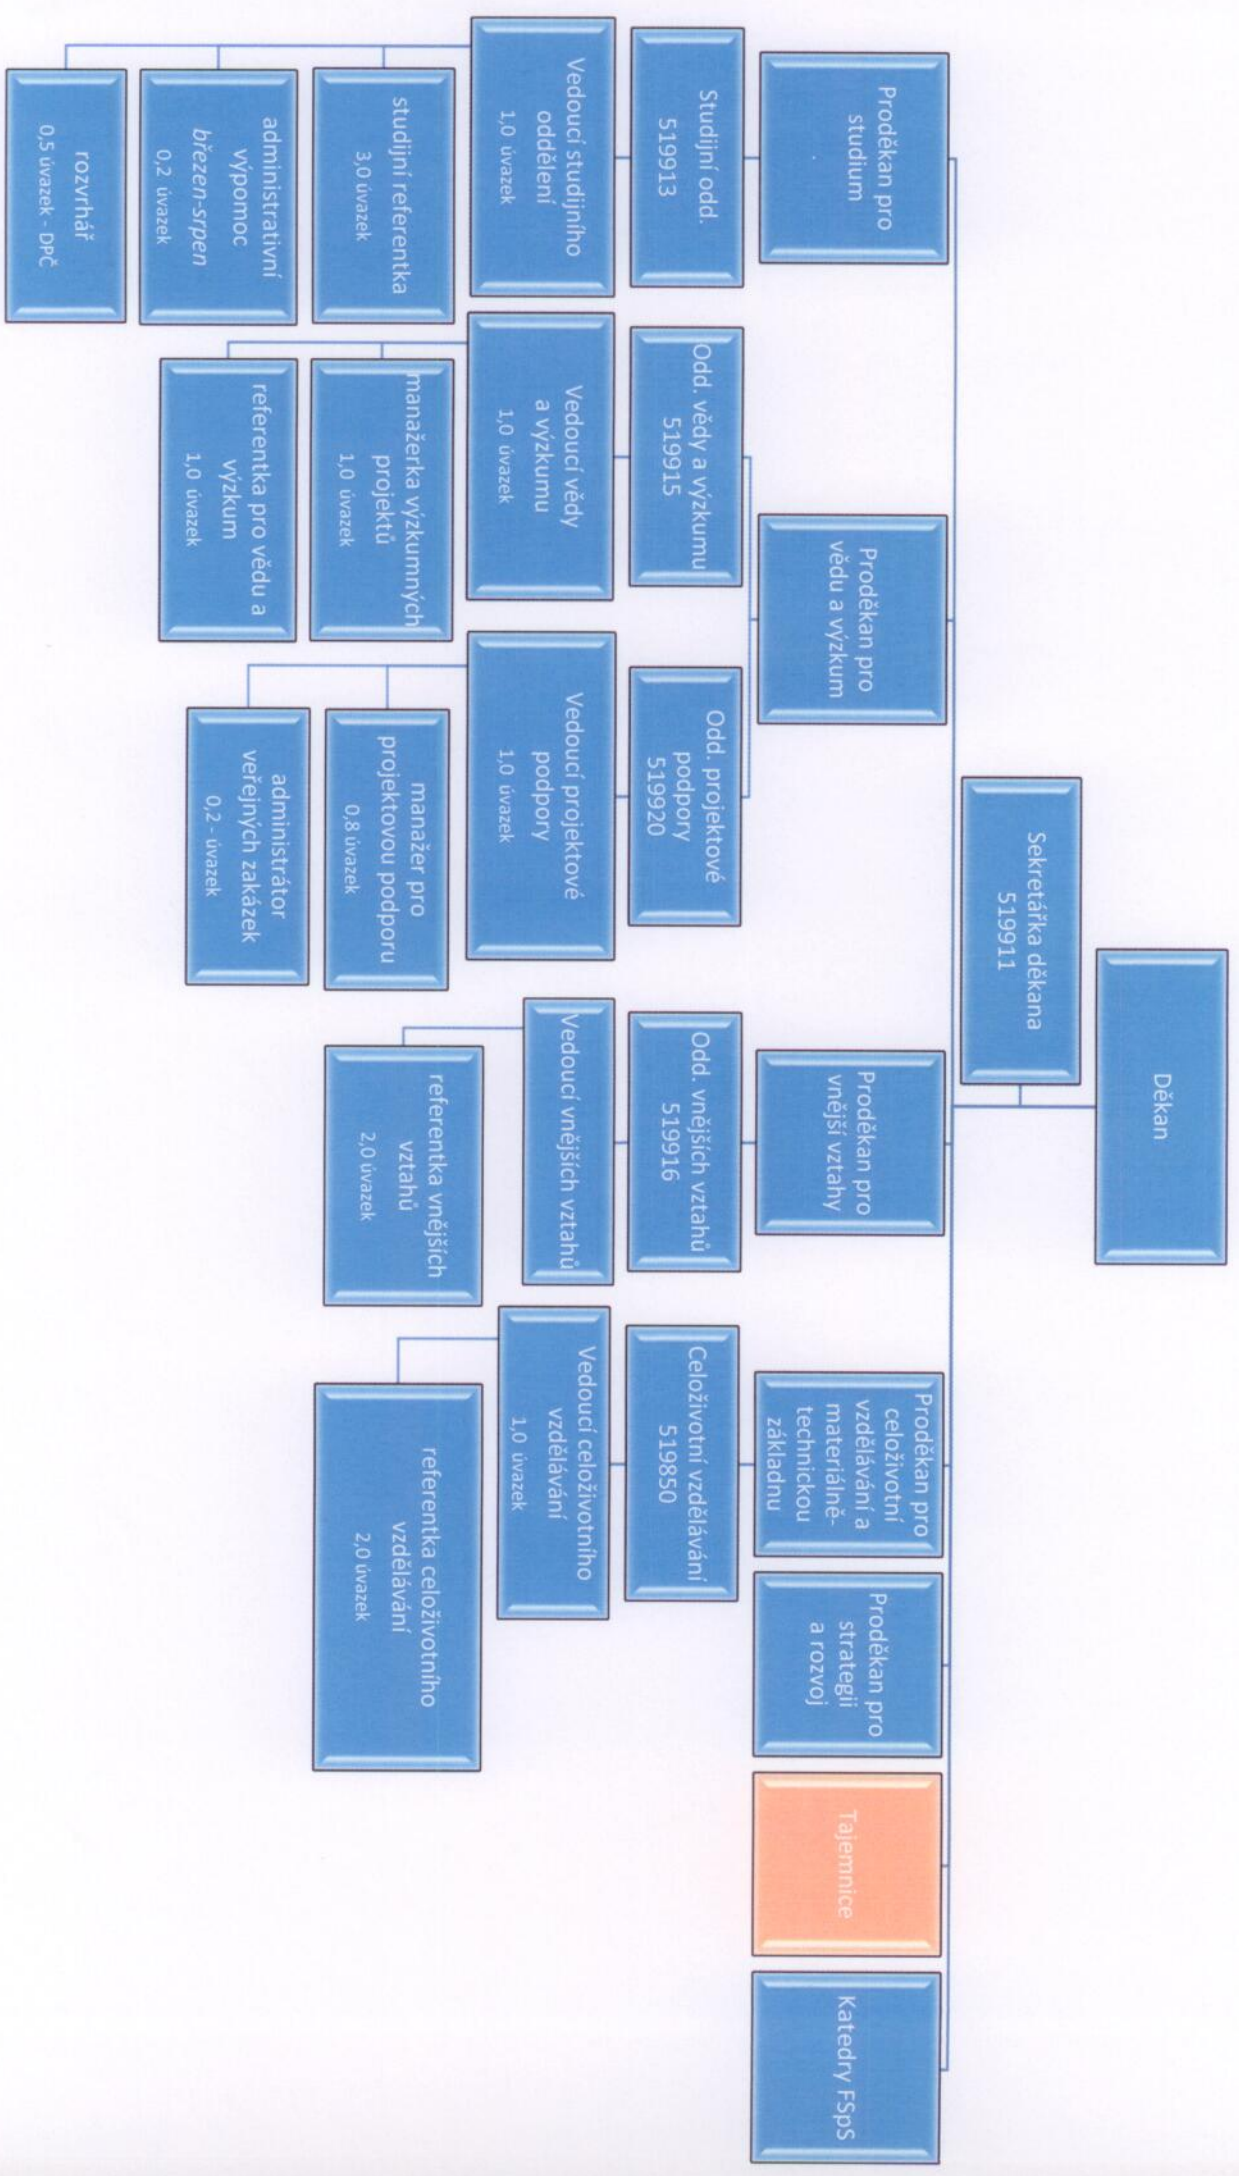 Děkan
Sekretářka děkana
519911
Proděkan pro
studium
Proděkan pro
vědu a výzkum
Proděkan pro
vnější vztahy
Proděkan pro
celoživotní
vzdělávání a
materiálně-
technickou
základnu
Proděkan pro
strategii
a rozvoj
Tajemnice
Katedry FSpS
Studijní odd.
519913
Odd. vědy a výzkumu
519915
Odd. projektové
podpory
519920
Odd. vnějších vztahů
519916
Celoživotní vzdělávání
519850
Vedoucí studijního
oddělení
1,0 úvazek
Vedoucí vědy
a výzkumu
1,0 úvazek
Vedoucí projektové
podpory
1,0 úvazek
Vedoucí vnějších vztahů
Vedoucí celoživotního
vzdělávání
1,0 úvazek
studijní referentka
3,0 úvazek
manažerka výzkumných
projektů
1,0 úvazek
manažer pro
projektovou podporu
0,8 úvazek
referentka vnějších
vztahů
2,0 úvazek
referentka celoživotního
vzdělávání
2,0 úvazek
administrativní
výpomoc
březen-srpen
0,2 úvazek
referentka pro vědu a
výzkum
1,0 úvazek
administrátor
veřejných zakázek
0,2 - úvazek
rozvrhář
0,5 úvazek - DPČ